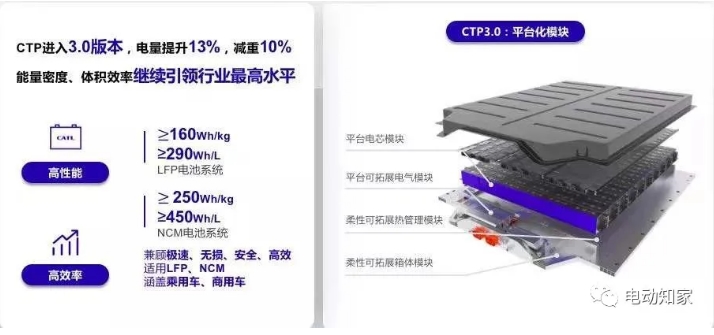 CTP进入3.0版本，电量提升13%，减重10%
能量密度、体积效率继续引领行业最高水平
CATL
高性能
≥160Wh/kg
≥290Wh/L
LFP电池系统
≥ 250Wh/kg
≥450Wh/L
NCM电池系统
高效率
兼顾极速、无损、安全、高效
适用LFP、NCM
涵盖乘用车、商用车
CTP3.0：平台化模块
平台电芯模块
平台可拓展电气模块
柔性可拓展热管理模块
柔性可拓展箱体模块
电动知家